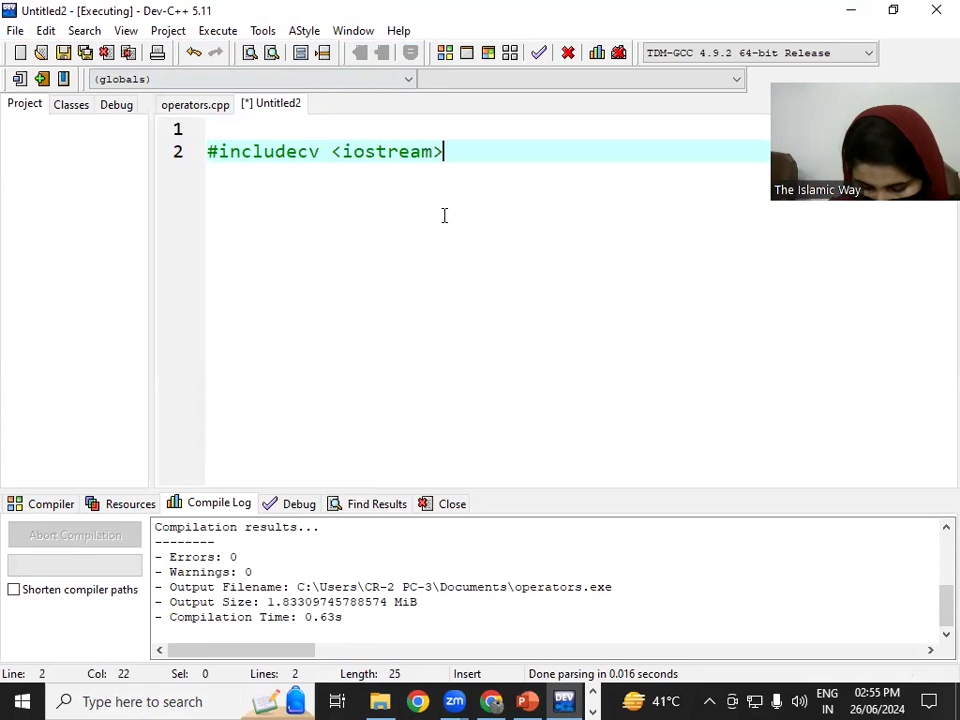 Untitled2 - [Executing] - Dev-C++ 5.11
File Edit Search View Project Execute Tools AStyle Window Help
TDM-GCC 4.9.2 64-bit Release
(globals)
Project Classes Debug operators.cpp [*] Untitled2
1
2 #includecv <iostream>
The Islamic Way
Compiler Resources Compile Log Debug Find Results Close
Abort Compilation
Shorten compiler paths
Compilation results...
--------
- Errors: 0
- Warnings: 0
- Output Filename: C:\Users\CR-2 PC-3\Documents\operators.exe
- Output Size: 1.83309745788574 MiB
- Compilation Time: 0.63s
Line: 2 Col: 22 Sel: 0 Lines: 2 Length: 25 Insert Done parsing in 0.016 seconds
Type here to search
zm
P
DEV
41°C
ENG
IN
02:55 PM
26/06/2024